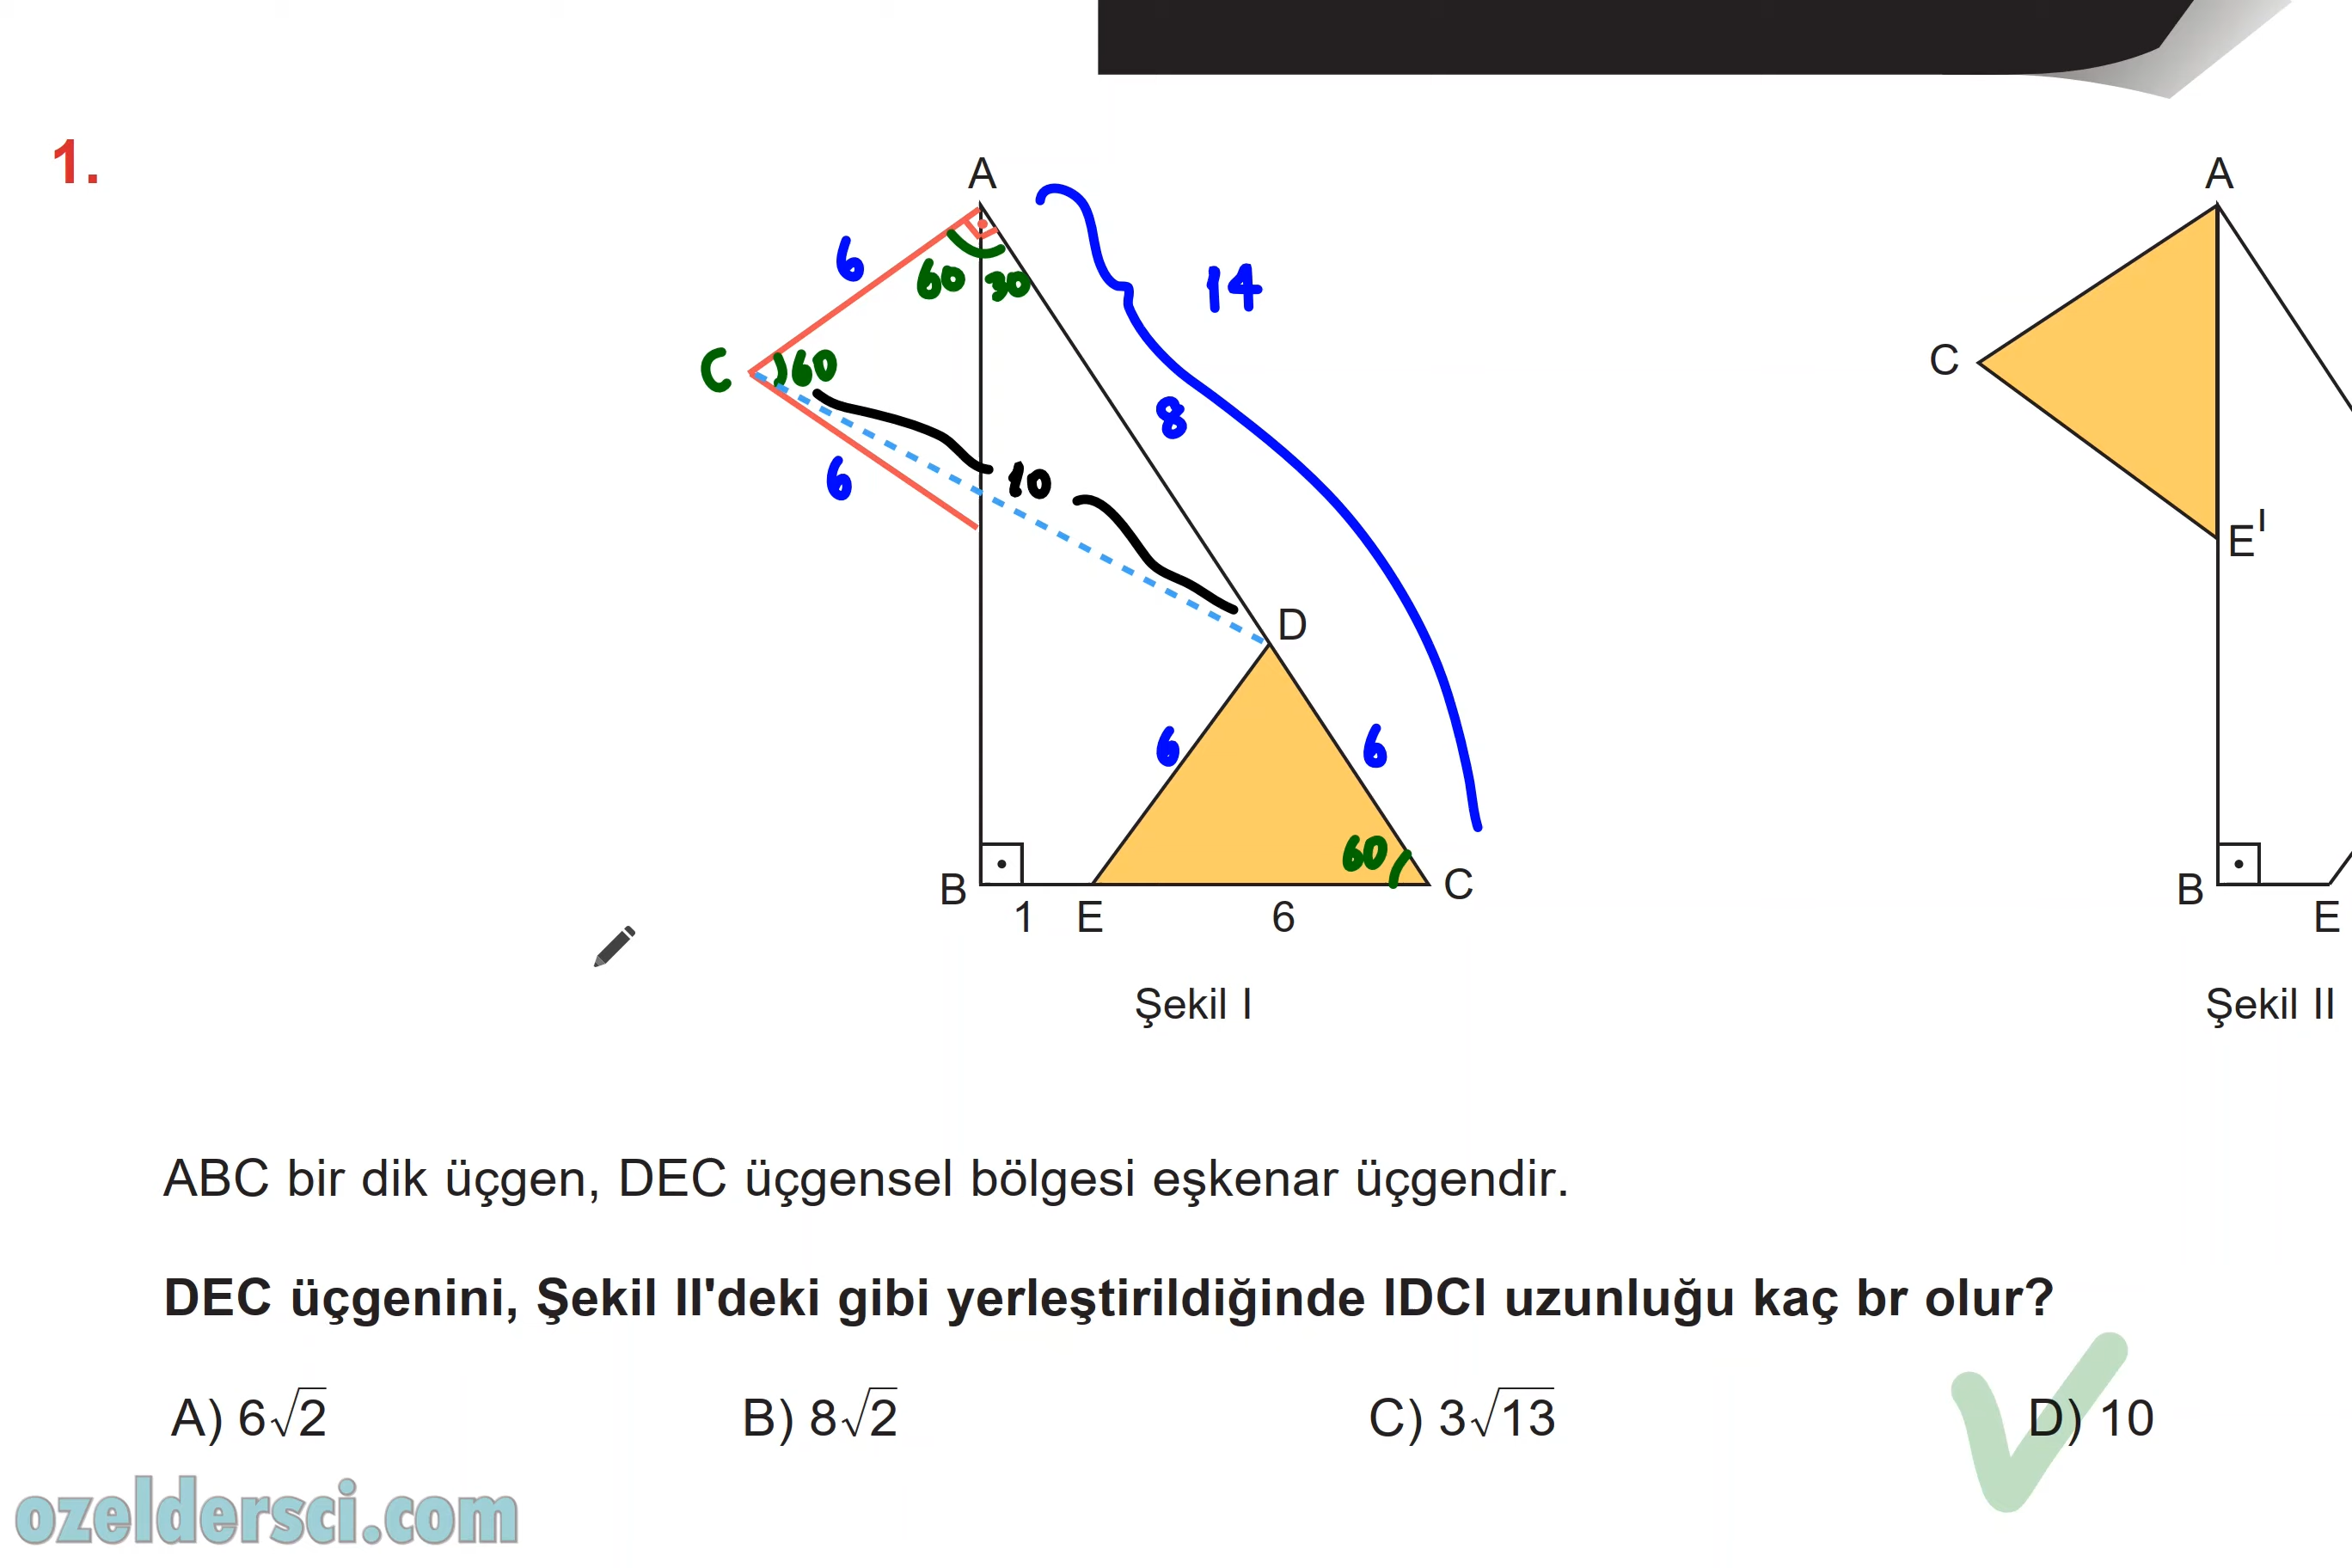 1.
A
A
6
60
30
14
C
60
C
8
6
10
E'
D
6
6
60
B
C
B
1
E
6
E
Şekil I
Şekil II
ABC bir dik üçgen, DEC üçgensel bölgesi eşkenar üçgendir.
DEC üçgenini, Şekil II'deki gibi yerleştirildiğinde IDCI uzunluğu kaç br olur?
A) 6√2
B) 8√2
C) 3√13
D) 10
ozeldersci.com